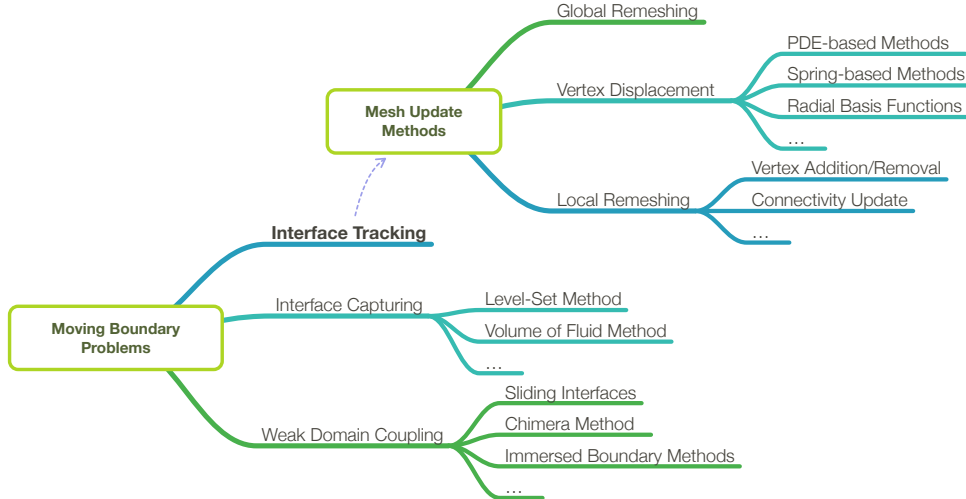 Global Remeshing
PDE-based Methods
Spring-based Methods
Vertex Displacement
Radial Basis Functions
...
Mesh Update
Methods
Vertex Addition/Removal
Local Remeshing
Connectivity Update
...
Interface Tracking
Level-Set Method
Interface Capturing
Volume of Fluid Method
...
Moving Boundary
Problems
Sliding Interfaces
Chimera Method
Weak Domain Coupling
Immersed Boundary Methods
...